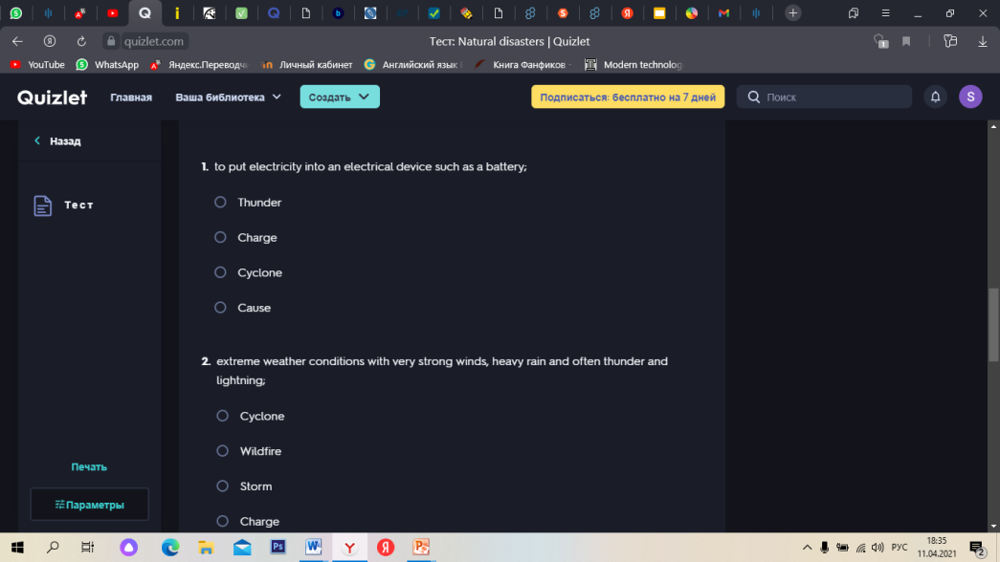 quizlet.com
Тест: Natural disasters | Quizlet
1
YouTube WhatsApp Яндекс.Переводч Личный кабинет Английский язык Книга Фанфиков Modern technolog
Quizlet Главная Ваша библиотека Создать Подписаться: бесплатно на 7 дней Поиск S
Назад
Тест
1. to put electricity into an electrical device such as a battery;
Thunder
Charge
Cyclone
Cause
2. extreme weather conditions with very strong winds, heavy rain and often thunder and
lightning;
Cyclone
Wildfire
Storm
Charge
Печать
Параметры
РУС
18:35
11.04.2021
2